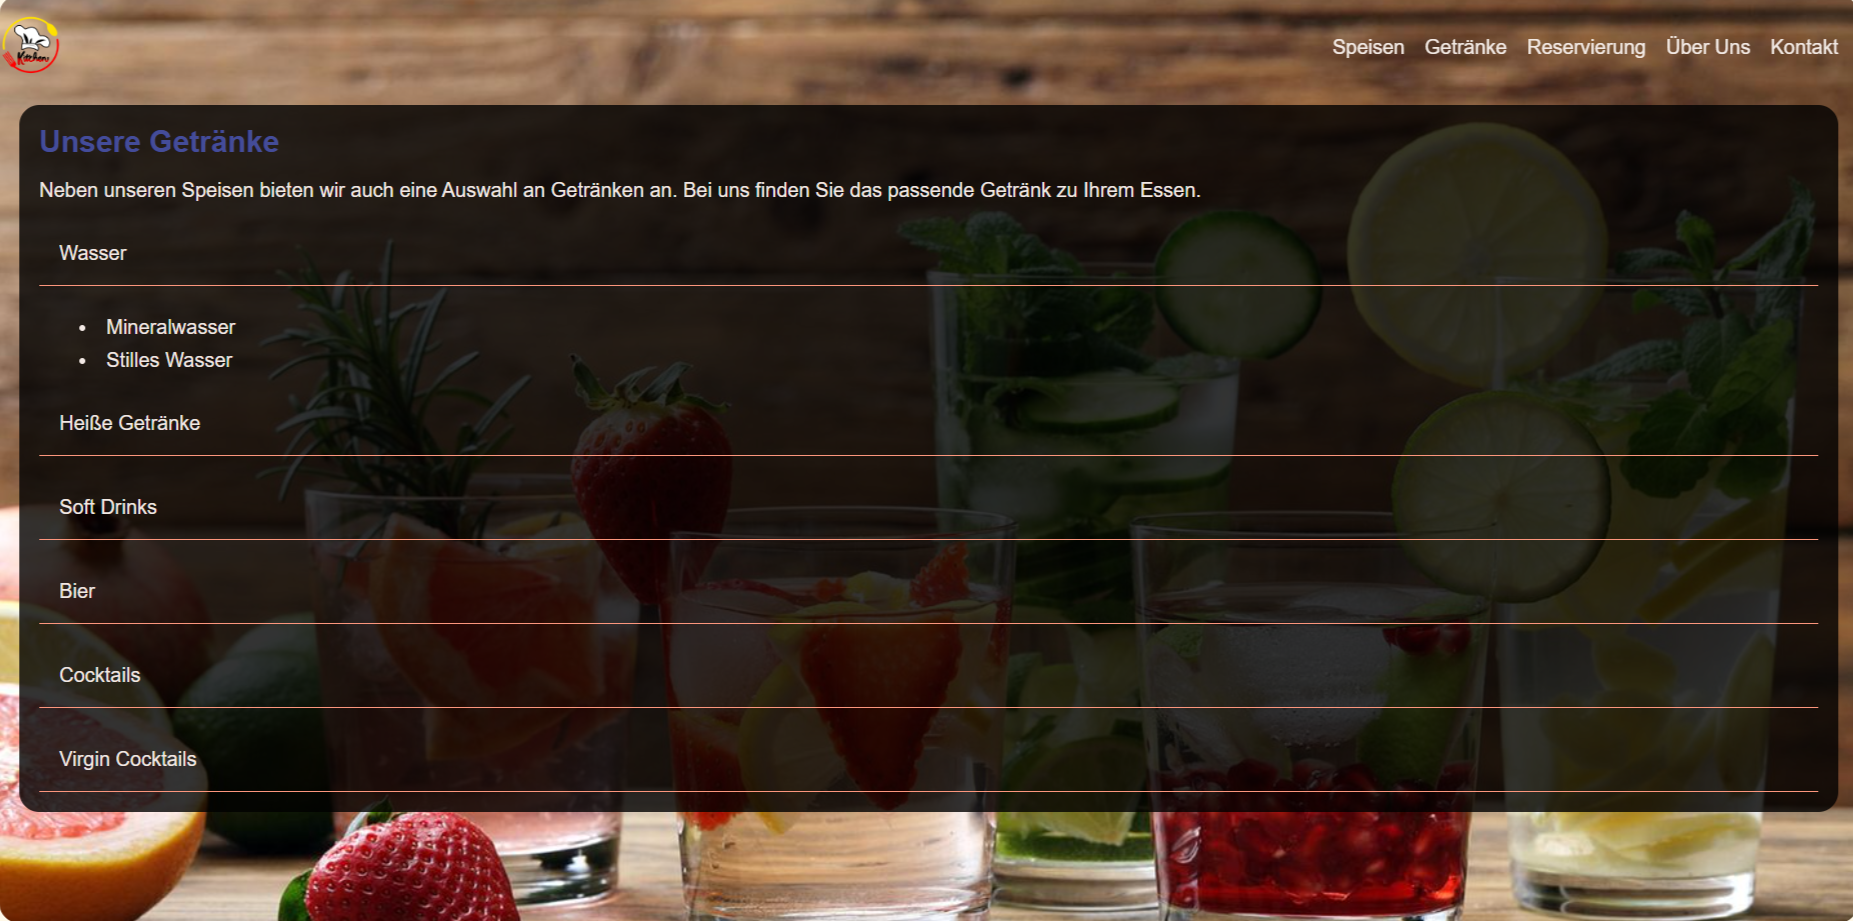 Kitchen
Speisen Getränke Reservierung Über Uns Kontakt
Unsere Getränke
Neben unseren Speisen bieten wir auch eine Auswahl an Getränken an. Bei uns finden Sie das passende Getränk zu Ihrem Essen.
Wasser
• Mineralwasser
• Stilles Wasser
Heiße Getränke
Soft Drinks
Bier
Cocktails
Virgin Cocktails